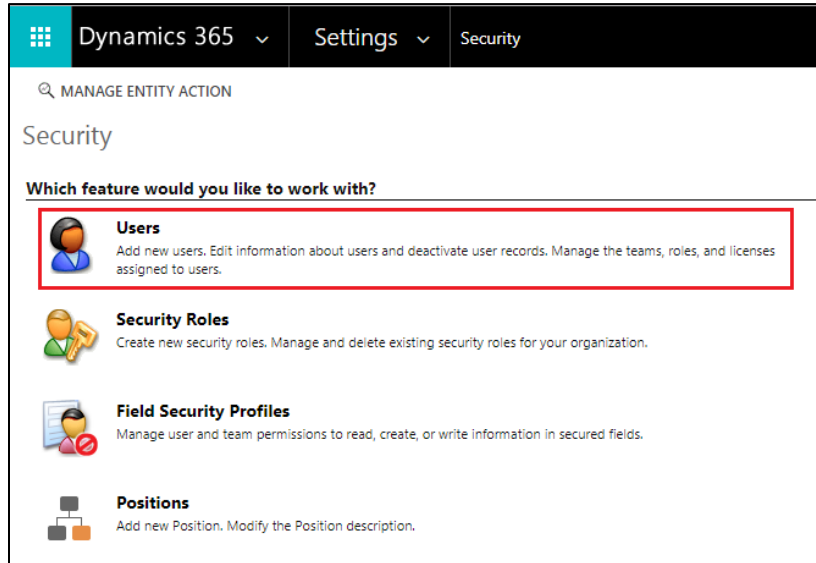 Dynamics 365 Settings Security
MANAGE ENTITY ACTION
Security
Which feature would you like to work with?
Users
Add new users. Edit information about users and deactivate user records. Manage the teams, roles, and licenses
assigned to users.
Security Roles
Create new security roles. Manage and delete existing security roles for your organization.
Field Security Profiles
Manage user and team permissions to read, create, or write information in secured fields.
Positions
Add new Position. Modify the Position description.